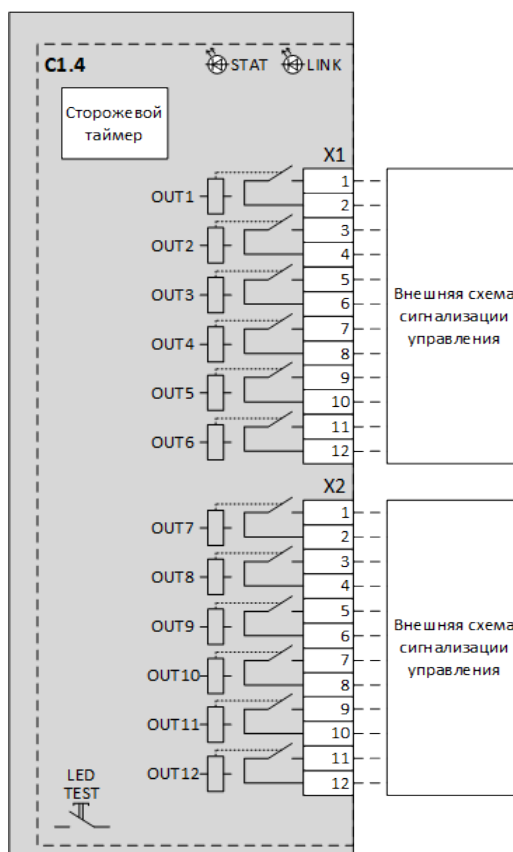 C1.4
STAT
LINK
Сторожевой
таймер
X1
OUT1
1
2
OUT2
3
4
OUT3
5
6
OUT4
7
8
OUT5
9
10
OUT6
11
12
Внешняя схема
сигнализации
управления
X2
OUT7
1
2
OUT8
3
4
OUT9
5
6
OUT10
7
8
OUT11
9
10
OUT12
11
12
Внешняя схема
сигнализации
управления
LED
TEST